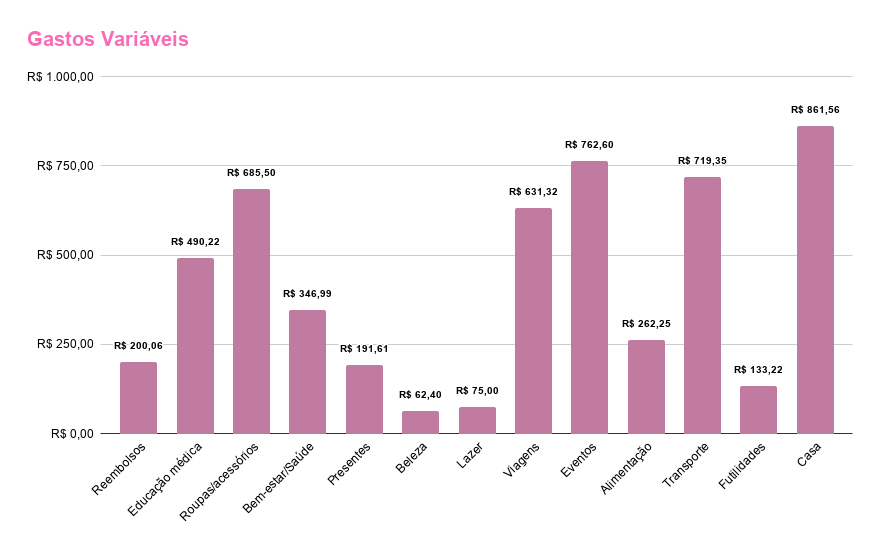 Gastos Variáveis
R$ 1.000,00
R$ 750,00
R$ 500,00
R$ 250,00
R$ 0,00
R$ 200,06
R$ 490,22
R$ 685,50
R$ 346,99
R$ 191,61
R$ 62,40
R$ 75,00
R$ 631,32
R$ 762,60
R$ 262,25
R$ 719,35
R$ 133,22
R$ 861,56
Reembolsos
Educação médica
Roupas/acessórios
Bem-estar/Saúde
Presentes
Beleza
Lazer
Viagens
Eventos
Alimentação
Transporte
Futilidades
Casa